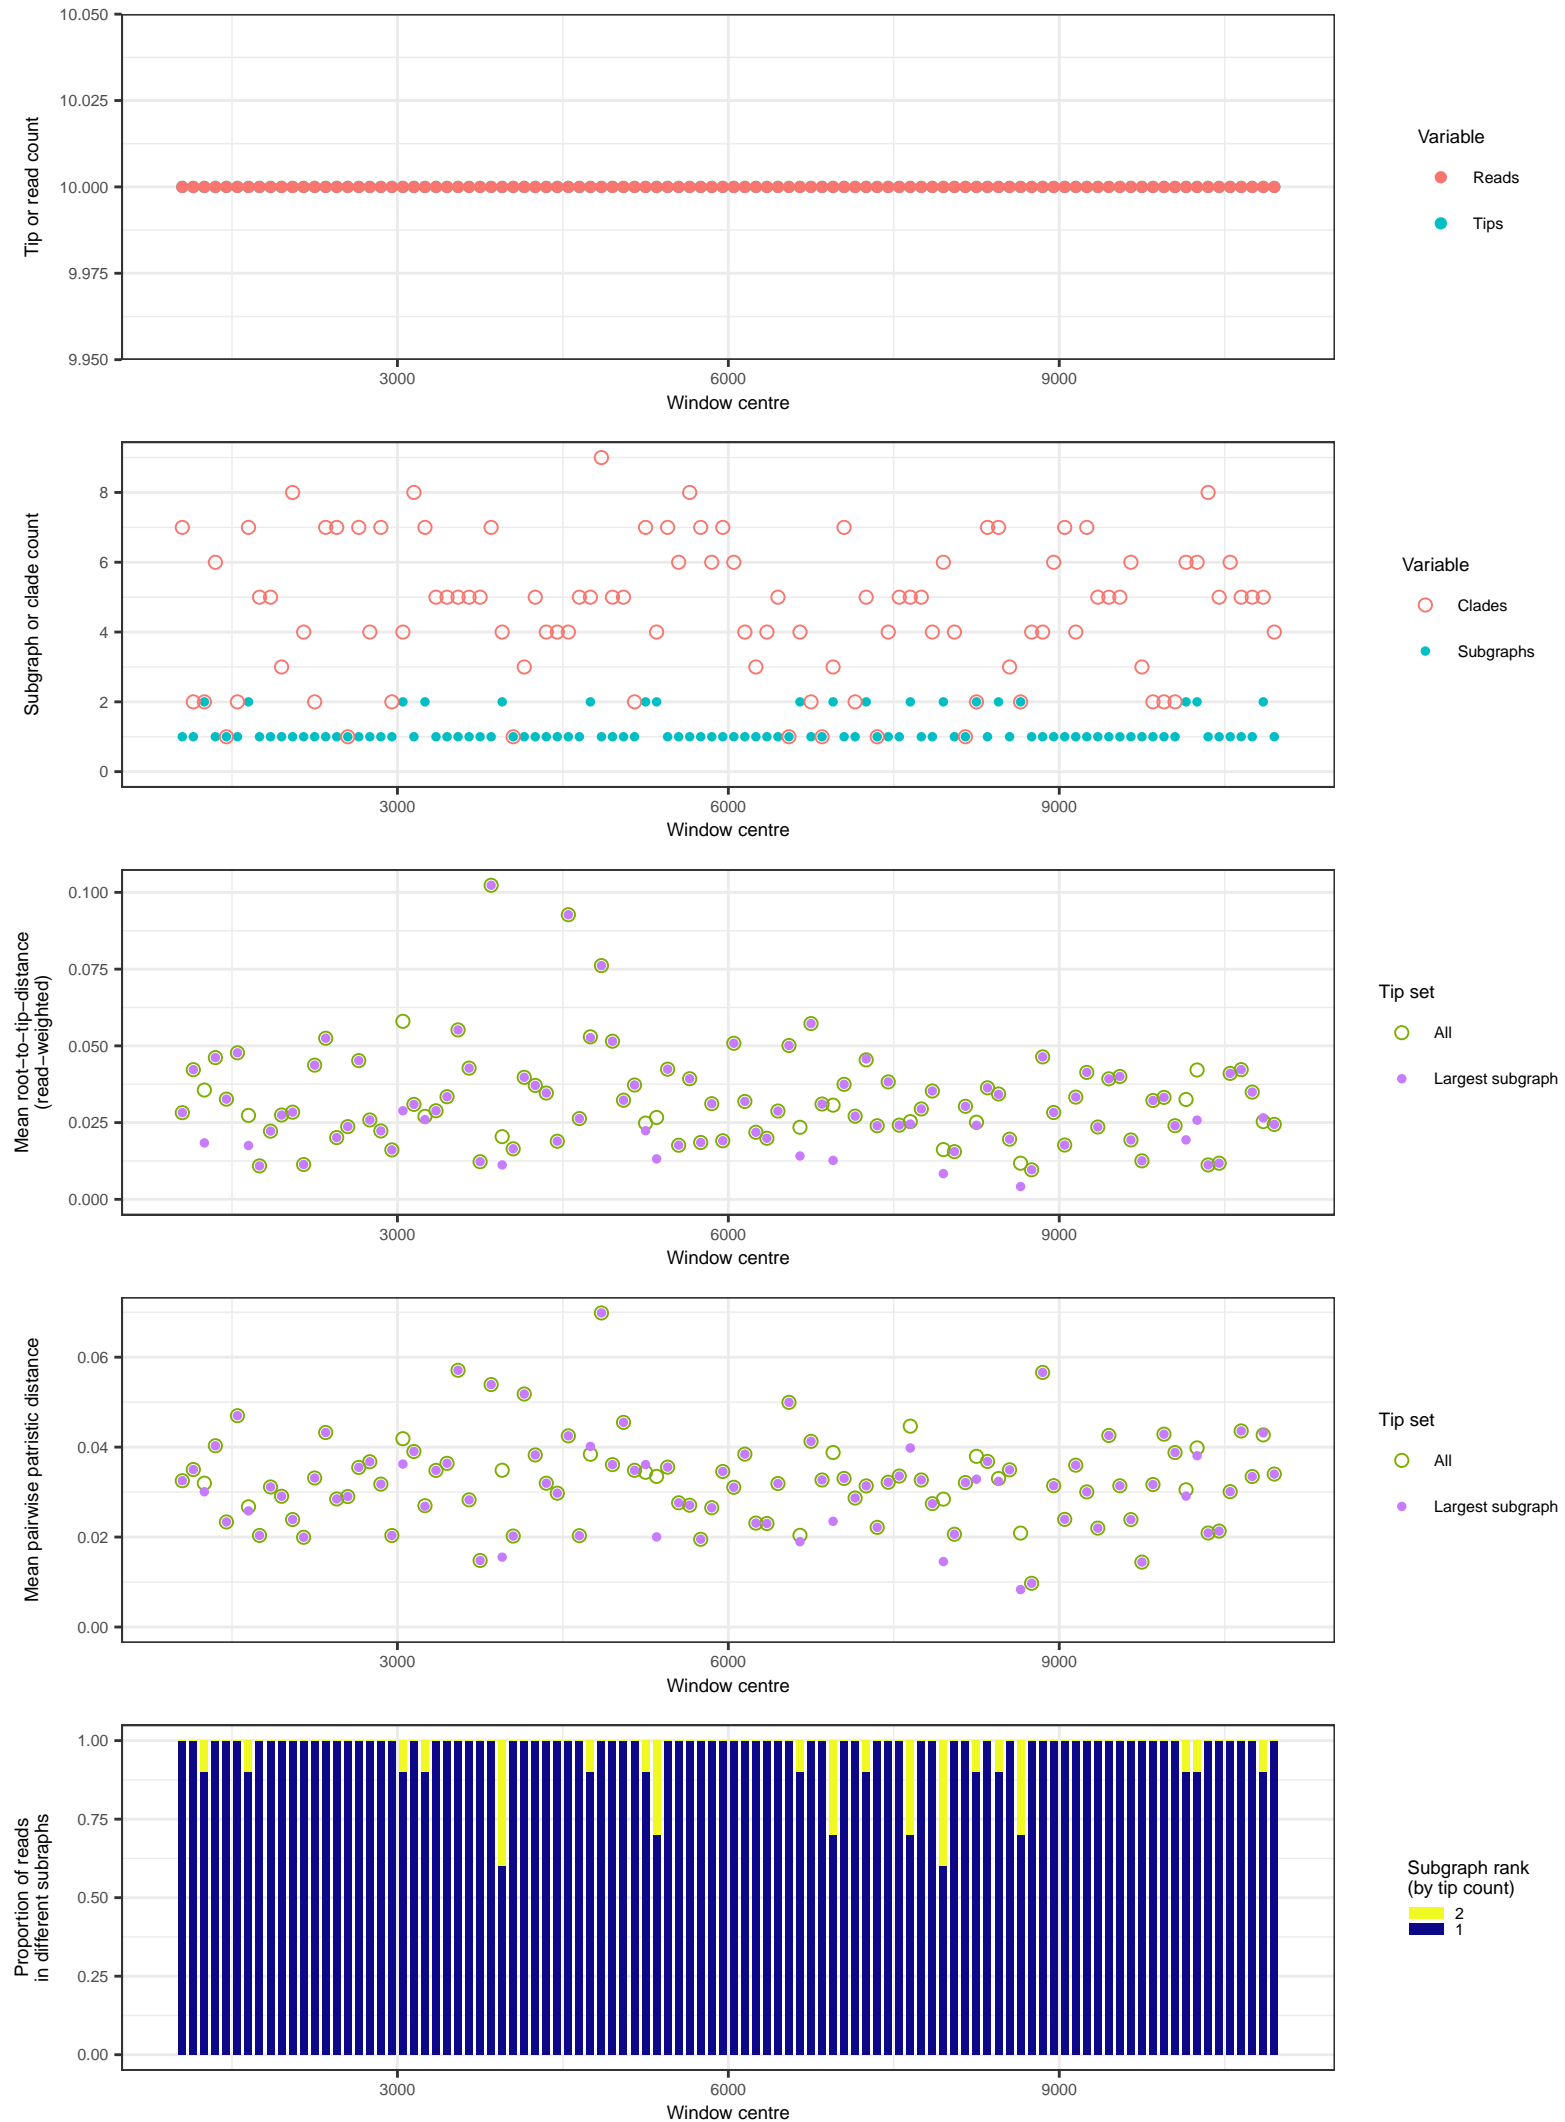 10.050
10.025
10.000
9.975
9.950
Tip or read count
3000 6000 9000
Window centre
Variable
Reads
Tips
8
6
4
2
0
Subgraph or clade count
3000 6000 9000
Window centre
Variable
Clades
Subgraphs
0.100
0.075
0.050
0.025
0.000
Mean root−to−tip−distance
(read−weighted)
3000 6000 9000
Window centre
Tip set
All
Largest subgraph
0.06
0.04
0.02
0.00
Mean pairwise patristic distance
3000 6000 9000
Window centre
Tip set
All
Largest subgraph
1.00
0.75
0.50
0.25
0.00
Proportion of reads
in different subraphs
3000 6000 9000
Window centre
Subgraph rank
(by tip count)
2
1